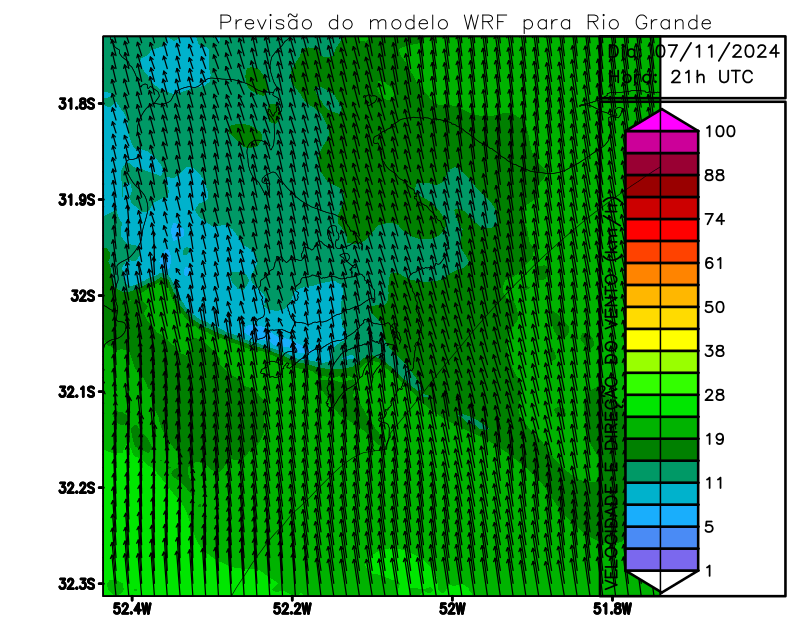 Previsão do modelo WRF para Rio Grande
Dia: 07/11/2024
Hora: 21h UTC
31.8S
31.9S
32S
32.1S
32.2S
32.3S
52.4W
52.2W
52W
51.8W
100
88
74
61
50
38
28
19
11
5
1
VELOCIDADE E DIREÇÃO DO VENTO (km/h)